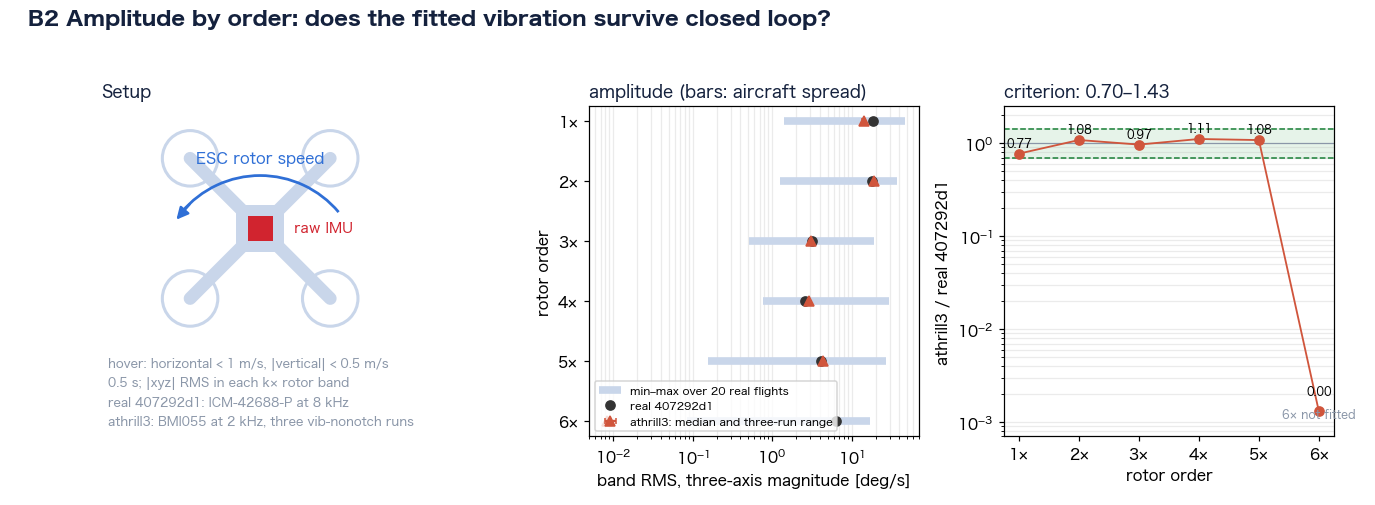 B2 Amplitude by order: does the fitted vibration survive closed loop?
Setup
ESC rotor speed
raw IMU
hover: horizontal < 1 m/s, |vertical| < 0.5 m/s
0.5 s; |xyz| RMS in each k× rotor band
real 407292d1: ICM-42688-P at 8 kHz
athrill3: BMI055 at 2 kHz, three vib-nonotch runs
amplitude (bars: aircraft spread)
rotor order
1×
2×
3×
4×
5×
6×
min–max over 20 real flights
real 407292d1
athrill3: median and three-run range
10⁻² 10⁻¹ 10⁰ 10¹
band RMS, three-axis magnitude [deg/s]
criterion: 0.70–1.43
athrill3 / real 407292d1
10⁰
10⁻¹
10⁻²
10⁻³
0.77 1.08 0.97 1.11 1.08 0.00
6× not fitted
1× 2× 3× 4× 5× 6×
rotor order